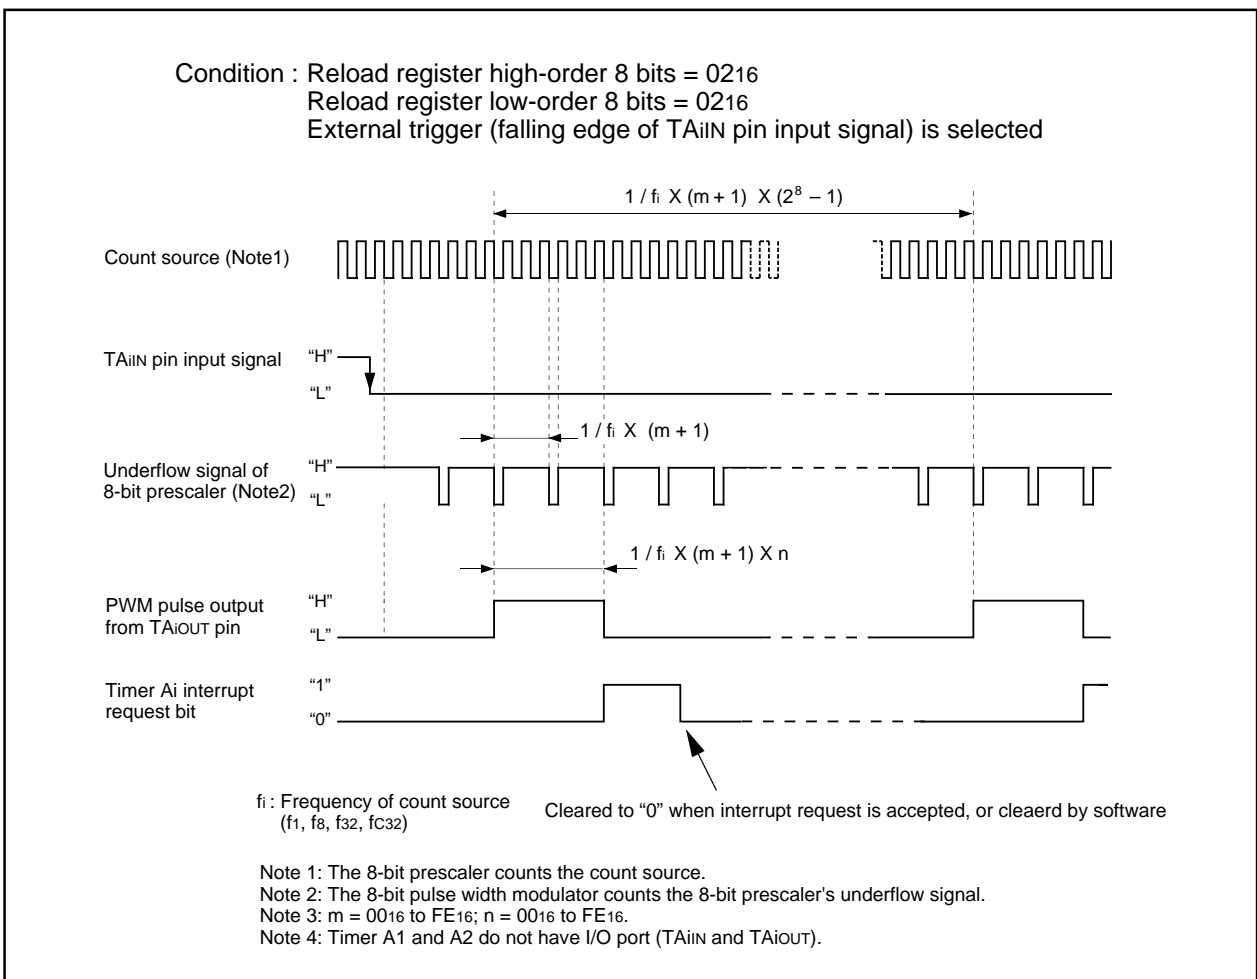 Condition : Reload register high-order 8 bits = 0216
Reload register low-order 8 bits = 0216
External trigger (falling edge of TAiIN pin input signal) is selected
1 / fi X (m + 1) X (2^8 – 1)
Count source (Note1)
TAiIN pin input signal
“H”
“L”
1 / fi X (m + 1)
Underflow signal of
8-bit prescaler (Note2)
“H”
“L”
1 / fi X (m + 1) X n
PWM pulse output
from TAiOUT pin
“H”
“L”
Timer Ai interrupt
request bit
“1”
“0”
fi : Frequency of count source
(f1, f8, f32, fC32)
Cleared to “0” when interrupt request is accepted, or cleaerd by software
Note 1: The 8-bit prescaler counts the count source.
Note 2: The 8-bit pulse width modulator counts the 8-bit prescaler's underflow signal.
Note 3: m = 0016 to FE16; n = 0016 to FE16.
Note 4: Timer A1 and A2 do not have I/O port (TAiIN and TAiOUT).